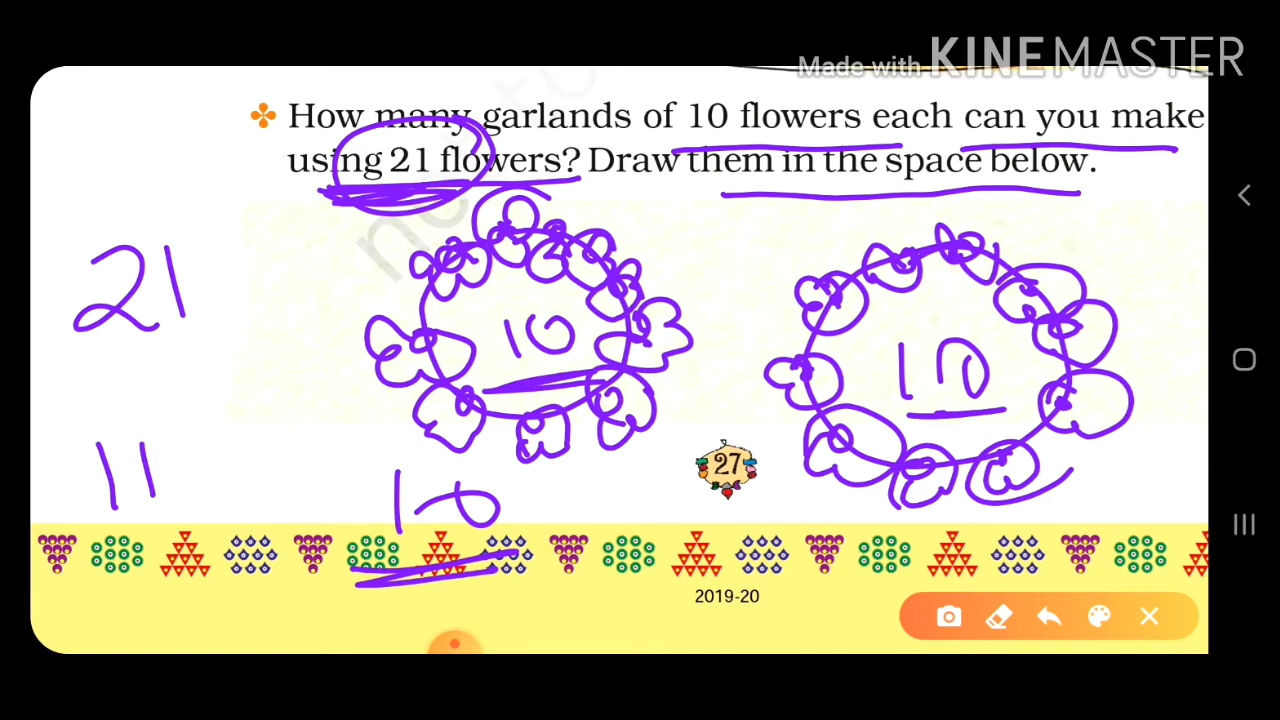 Made with KINEMASTER
How many garlands of 10 flowers each can you make
using 21 flowers? Draw them in the space below.
21
10
10
27
11
10
2019-20